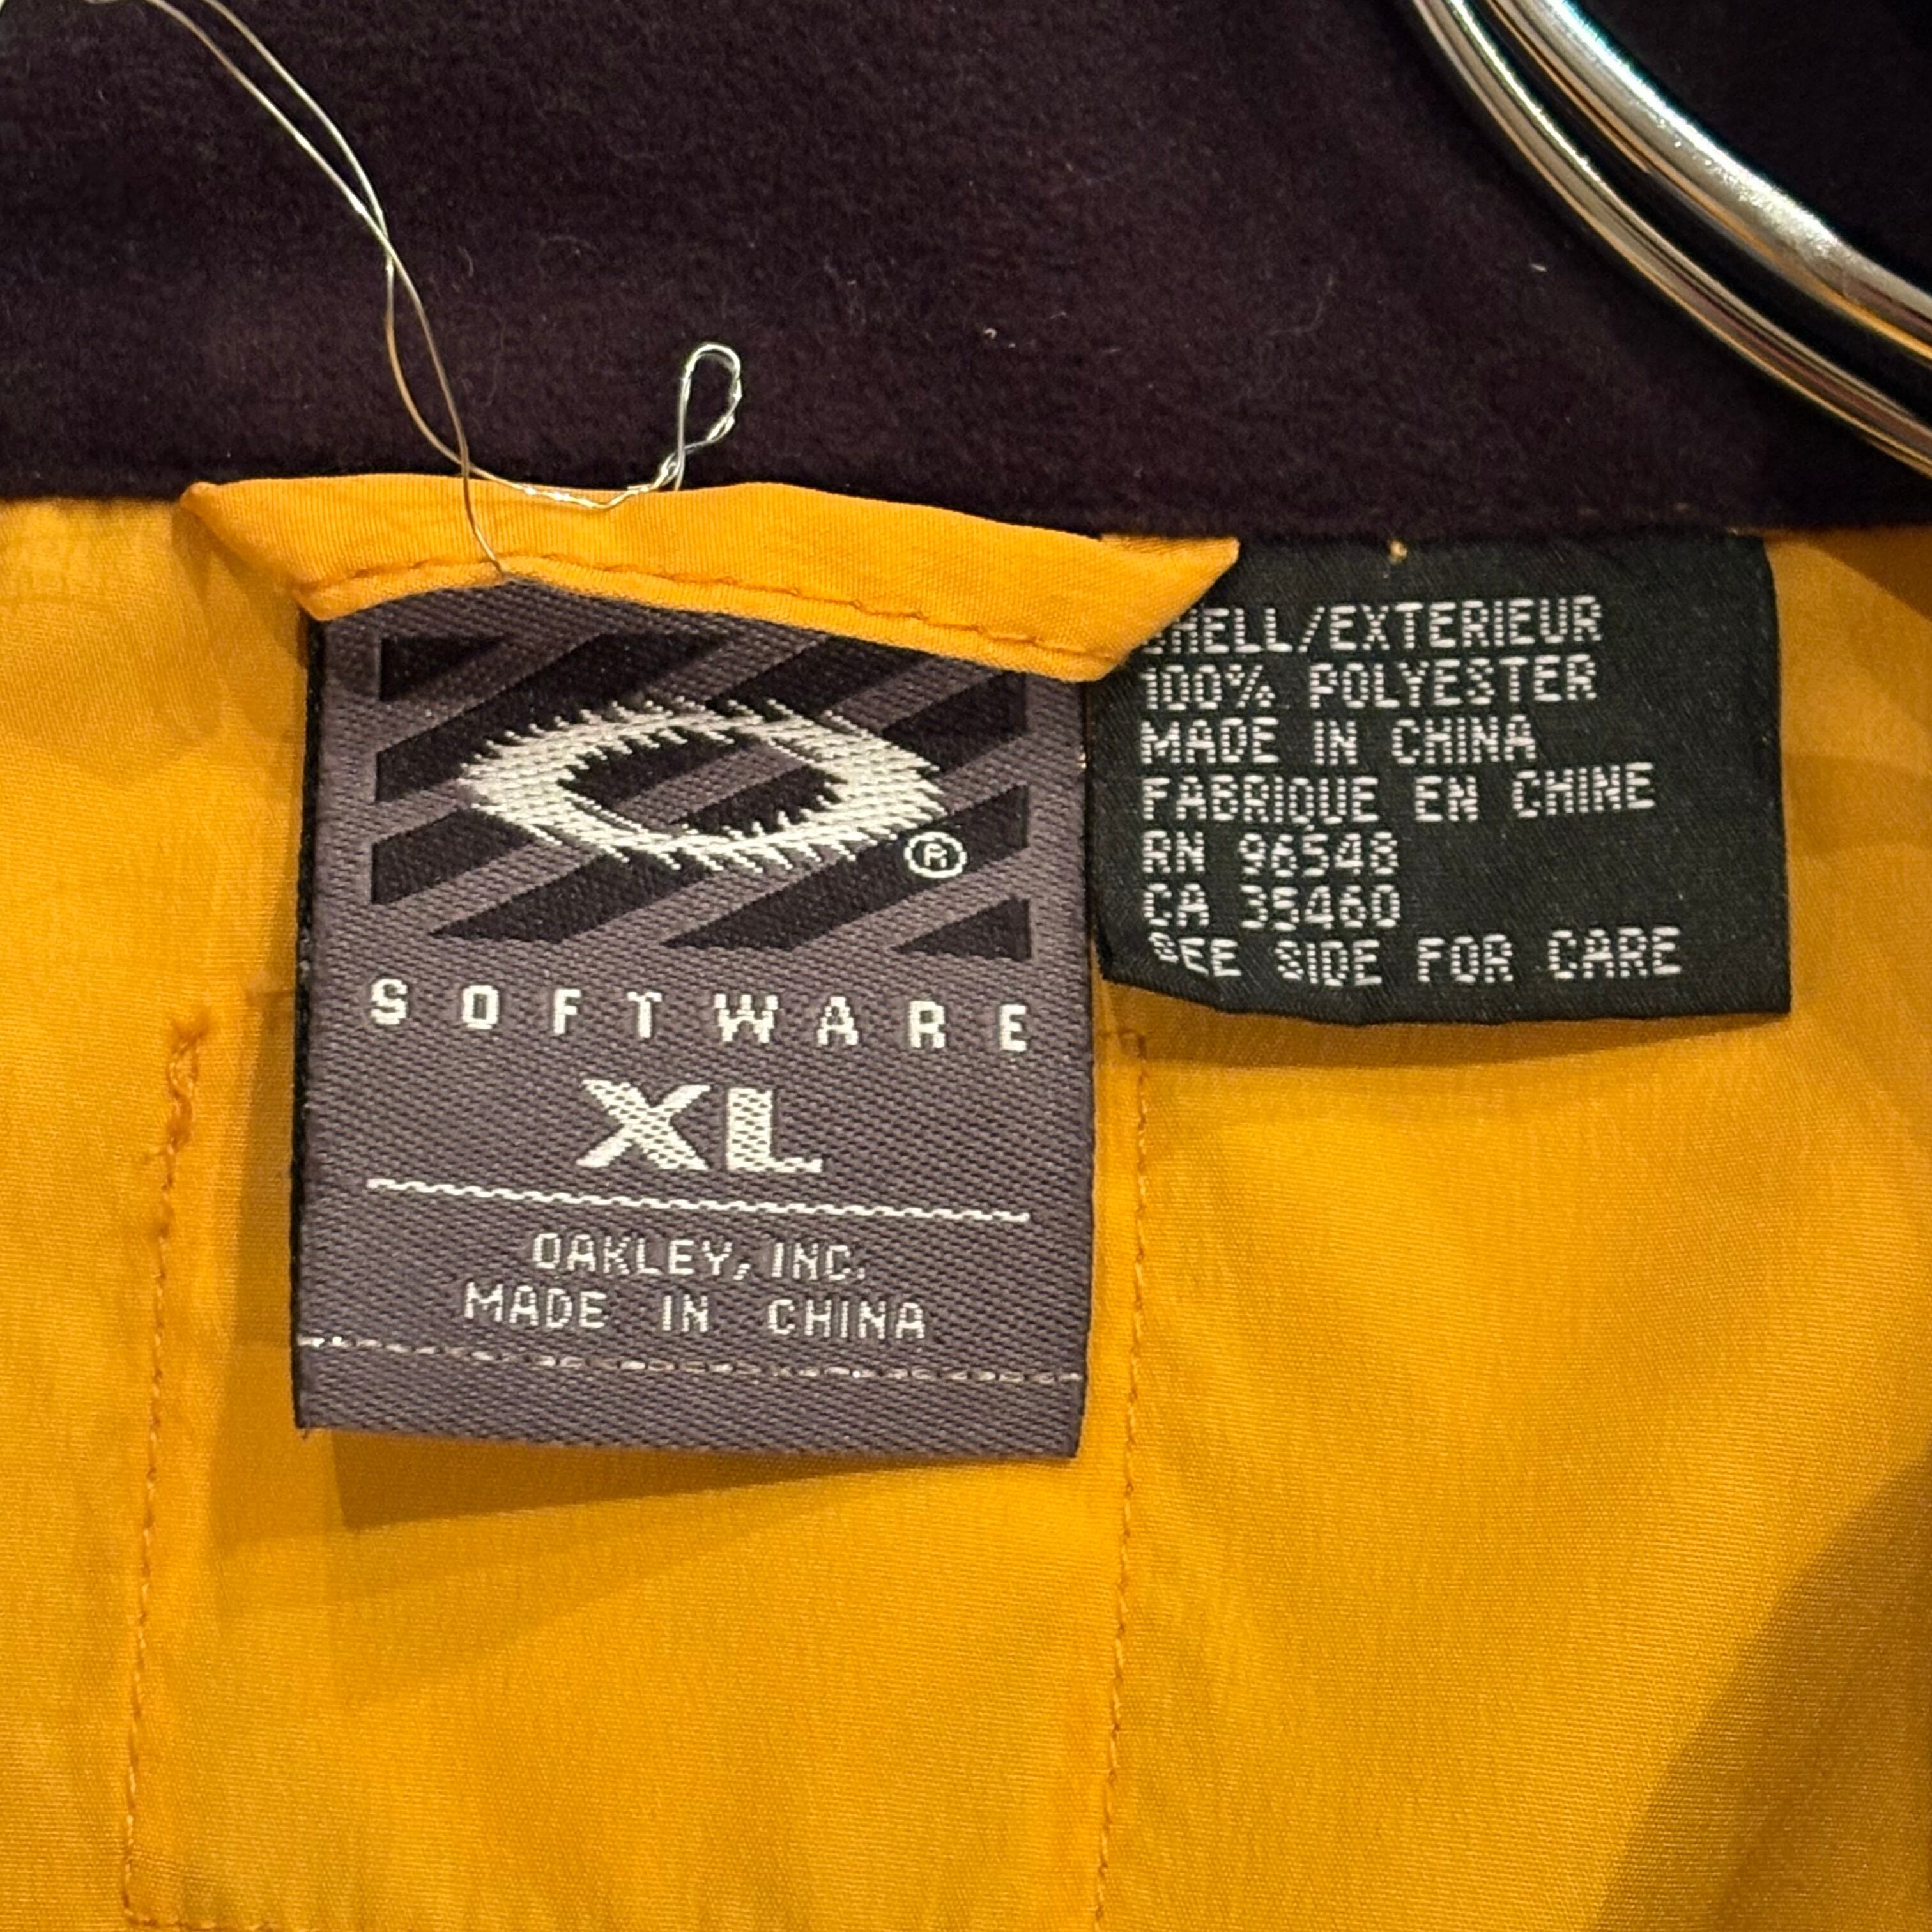 ®
SOFTWARE
XL
OAKLEY, INC.
MADE IN CHINA
SHELL/EXTERIEUR
100% POLYESTER
MADE IN CHINA
FABRIQUE EN CHINE
RN 96548
CA 35460
SEE SIDE FOR CARE